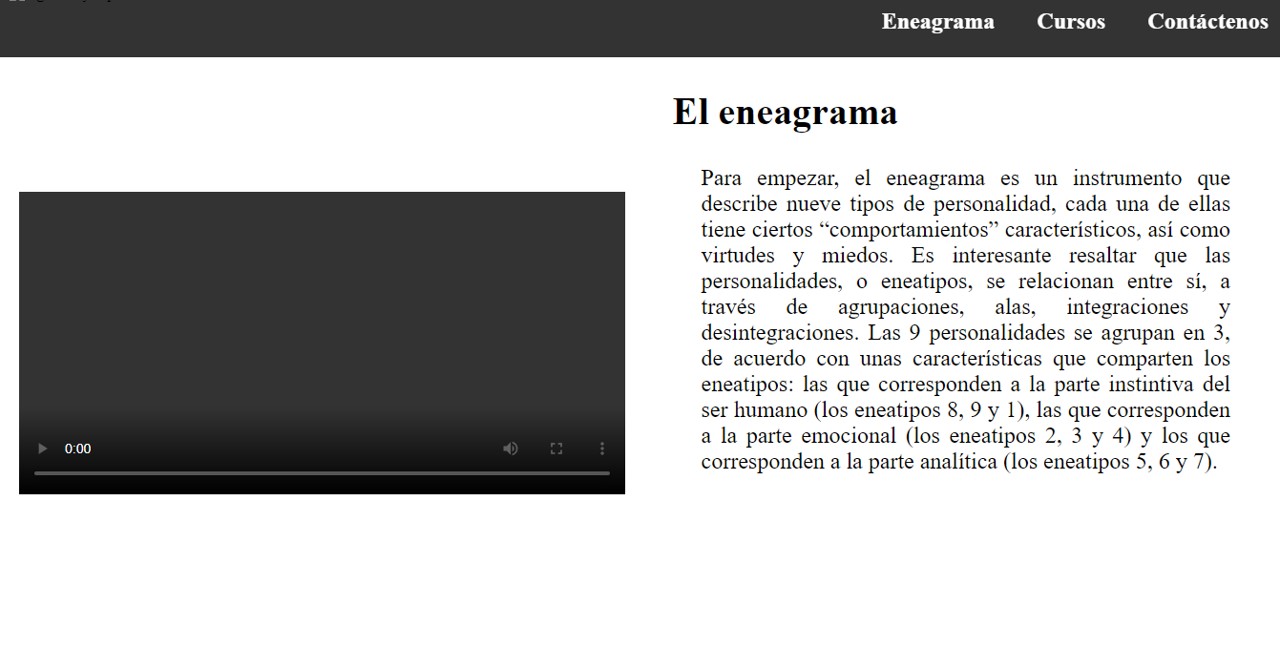 Eneagrama Cursos Contáctenos
El eneagrama
Para empezar, el eneagrama es un instrumento que
describe nueve tipos de personalidad, cada una de ellas
tiene ciertos “comportamientos” característicos, así como
virtudes y miedos. Es interesante resaltar que las
personalidades, o eneatipos, se relacionan entre sí, a
través de agrupaciones, alas, integraciones y
desintegraciones. Las 9 personalidades se agrupan en 3,
de acuerdo con unas características que comparten los
eneatipos: las que corresponden a la parte instintiva del
ser humano (los eneatipos 8, 9 y 1), las que corresponden
a la parte emocional (los eneatipos 2, 3 y 4) y los que
corresponden a la parte analítica (los eneatipos 5, 6 y 7).
0:00